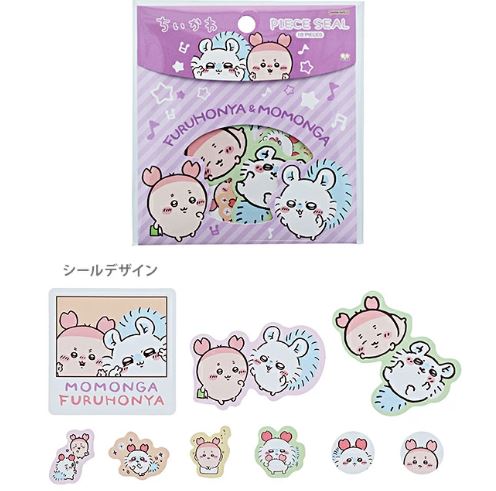 ちいかわ
PIECE SEAL
18 PIECES
FURUHONYA & MOMONGA
シールデザイン
MOMONGA
FURUHONYA